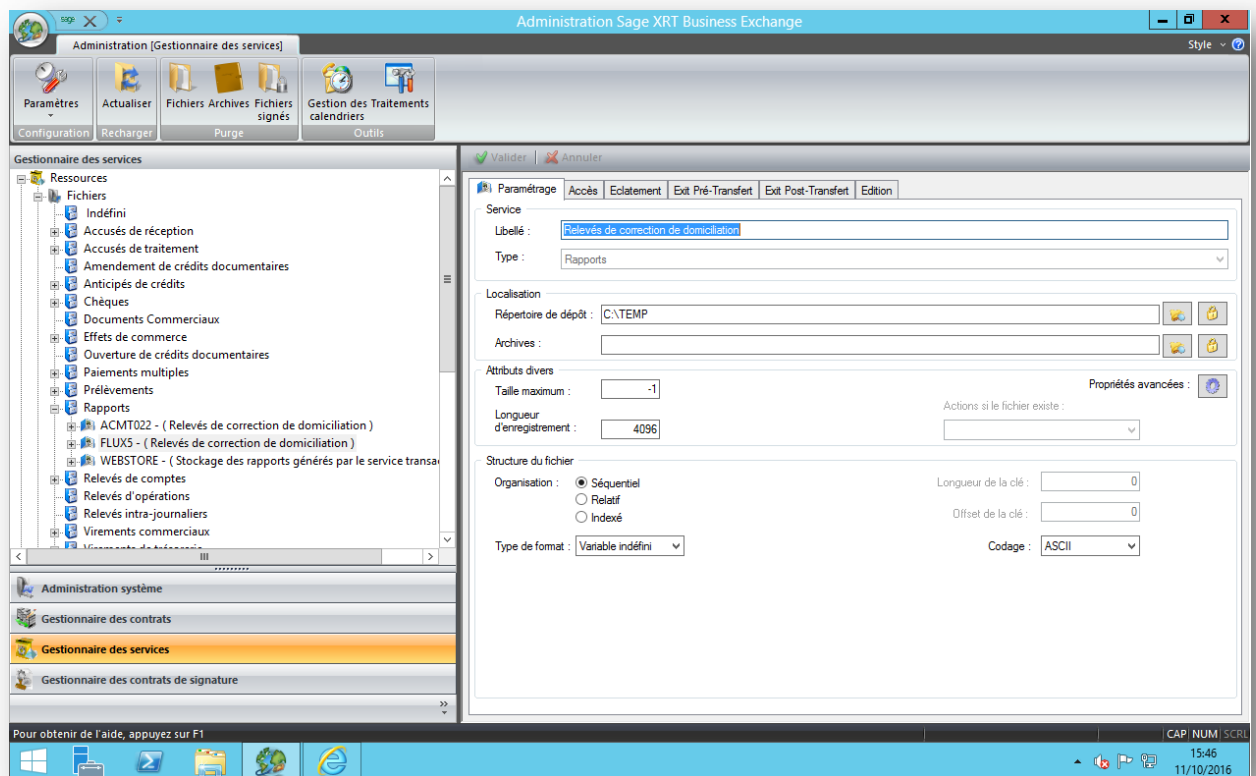 sage
Administration Sage XRT Business Exchange
Administration [Gestionnaire des services]
Style
Paramètres
Actualiser
Fichiers Archives Fichiers signés
Gestion des calendriers
Traitements
Configuration
Recharger
Purge
Outils
Gestionnaire des services
Valider
Annuler
Ressources
Fichiers
Indéfini
Accusés de réception
Accusés de traitement
Amendement de crédits documentaires
Anticipés de crédits
Chèques
Documents Commerciaux
Effets de commerce
Ouverture de crédits documentaires
Paiements multiples
Prélèvements
Rapports
ACMT022 - ( Relevés de correction de domiciliation )
FLUX5 - ( Relevés de correction de domiciliation )
WEBSTORE - ( Stockage des rapports générés par le service transa
Relevés de comptes
Relevés d'opérations
Relevés intra-journaliers
Virements commerciaux
Administration système
Gestionnaire des contrats
Gestionnaire des services
Gestionnaire des contrats de signature
Paramétrage
Accès
Eclatement
Exit Pré-Transfert
Exit Post-Transfert
Edition
Service
Libellé :
Relevés de correction de domiciliation
Type :
Rapports
Localisation
Répertoire de dépôt :
C:\TEMP
Archives :
Attributs divers
Taille maximum :
-1
Propriétés avancées :
Longueur
d'enregistrement :
4096
Actions si le fichier existe :
Structure du fichier
Organisation :
Séquentiel
Relatif
Indexé
Longueur de la clé :
0
Offset de la clé :
0
Type de format :
Variable indéfini
Codage :
ASCII
Pour obtenir de l'aide, appuyez sur F1
CAP NUM SCRL
15:46
11/10/2016